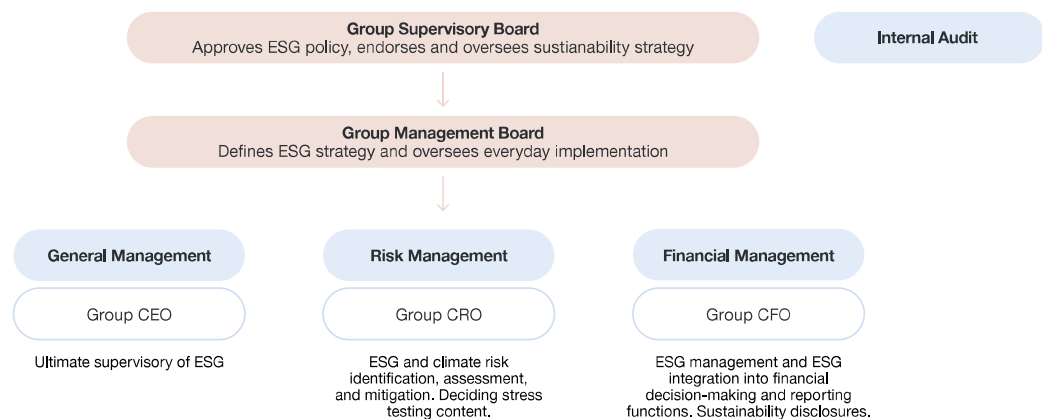 Group Supervisory Board
Approves ESG policy, endorses and oversees sustianability strategy
Internal Audit
Group Management Board
Defines ESG strategy and oversees everyday implementation
General Management
Group CEO
Ultimate supervisory of ESG
Risk Management
Group CRO
ESG and climate risk
identification, assessment,
and mitigation. Deciding stress
testing content.
Financial Management
Group CFO
ESG management and ESG
integration into financial
decision-making and reporting
functions. Sustainability disclosures.